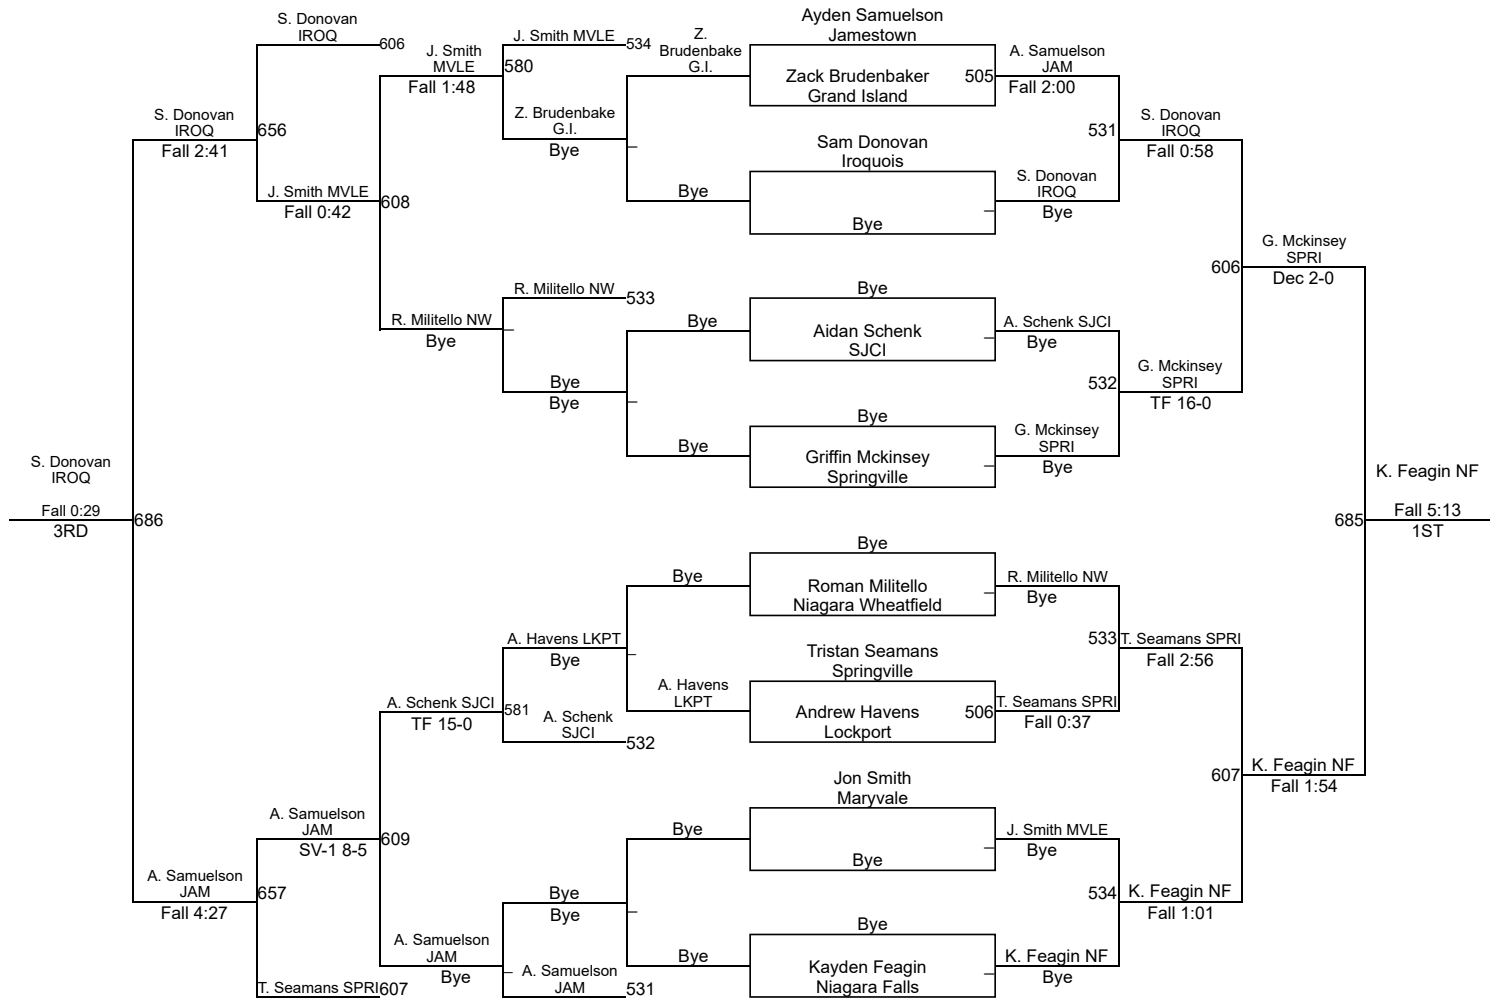 S. Donovan
IROQ
606
S. Donovan
IROQ
Fall 2:41
656
J. Smith MVLE
Fall 0:42
608
J. Smith
MVLE
Fall 1:48
580
J. Smith MVLE
534
Z. Brudenbake
G.I.
Bye
Z.
Brudenbake
G.I.
Bye
R. Militello NW
Bye
R. Militello NW
533
Bye
Bye
Bye
Bye
S. Donovan
IROQ
Fall 0:29
3RD
686
A. Samuelson
JAM
Fall 4:27
657
A. Samuelson
JAM
SV-1 8-5
609
T. Seamans SPRI
607
A. Schenk SJCI
TF 15-0
581
A. Havens LKPT
Bye
A. Schenk
SJCI
532
Bye
A. Havens
LKPT
A. Samuelson
JAM
Bye
Bye
Bye
A. Samuelson
JAM
531
Bye
Bye
Ayden Samuelson
Jamestown
Zack Brudenbaker
Grand Island
505
Sam Donovan
Iroquois
Bye
Bye
Aidan Schenk
SJCI
Bye
Griffin Mckinsey
Springville
Bye
Roman Militello
Niagara Wheatfield
Tristan Seamans
Springville
Andrew Havens
Lockport
506
Jon Smith
Maryvale
Bye
Bye
Kayden Feagin
Niagara Falls
A. Samuelson
JAM
Fall 2:00
531
S. Donovan
IROQ
Bye
S. Donovan
IROQ
Fall 0:58
A. Schenk SJCI
Bye
532
G. Mckinsey
SPRI
Bye
G. Mckinsey
SPRI
TF 16-0
606
G. Mckinsey
SPRI
Dec 2-0
R. Militello NW
Bye
533
T. Seamans SPRI
Fall 0:37
T. Seamans SPRI
Fall 2:56
J. Smith MVLE
Bye
534
K. Feagin NF
Bye
K. Feagin NF
Fall 1:01
607
K. Feagin NF
Fall 1:54
685
K. Feagin NF
Fall 5:13
1ST